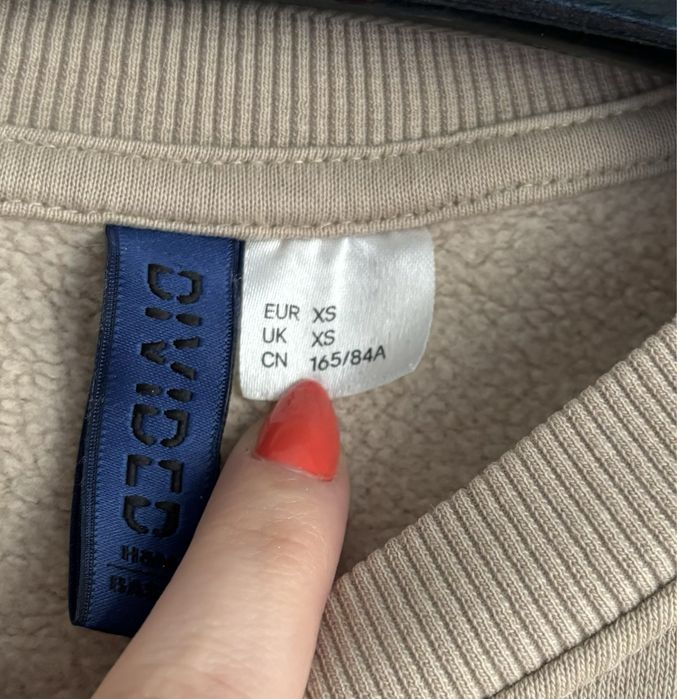 DIVIDED
EUR XS
UK XS
CN 165/84A